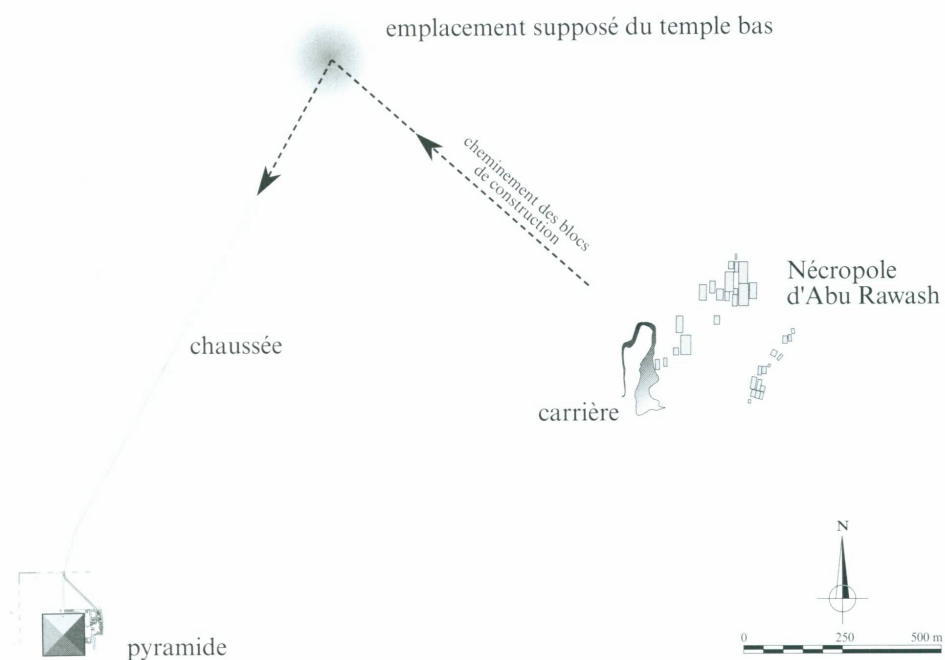 emplacement supposé du temple bas
cheminement des blocs
de construction
Nécropole
d'Abu Rawash
chaussée
carrière
N
0 250 500 m
pyramide